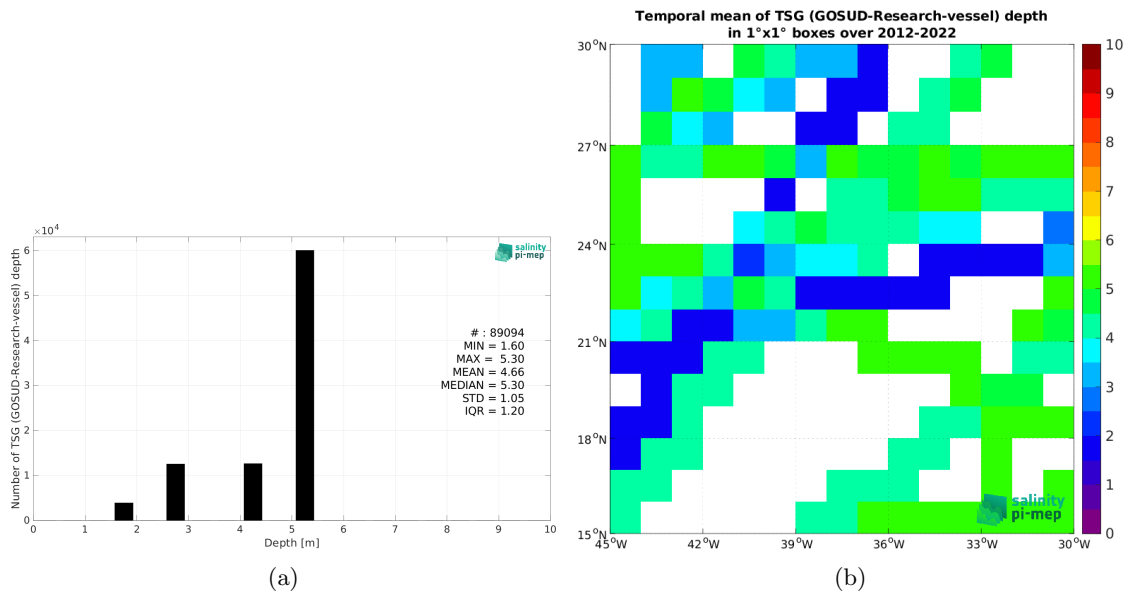 ×10⁴
6
5
4
3
2
1
0
Number of TSG (GOSUD-Research-vessel) depth
salinity
pi-mep
# : 89094
MIN = 1.60
MAX = 5.30
MEAN = 4.66
MEDIAN = 5.30
STD = 1.05
IQR = 1.20
0 1 2 3 4 5 6 7 8 9 10
Depth [m]
(a)
Temporal mean of TSG (GOSUD-Research-vessel) depth
in 1°x1° boxes over 2012-2022
30°N
27°N
24°N
21°N
18°N
15°N
45°W 42°W 39°W 36°W 33°W 30°W
salinity
pi-mep
10
9
8
7
6
5
4
3
2
1
0
(b)